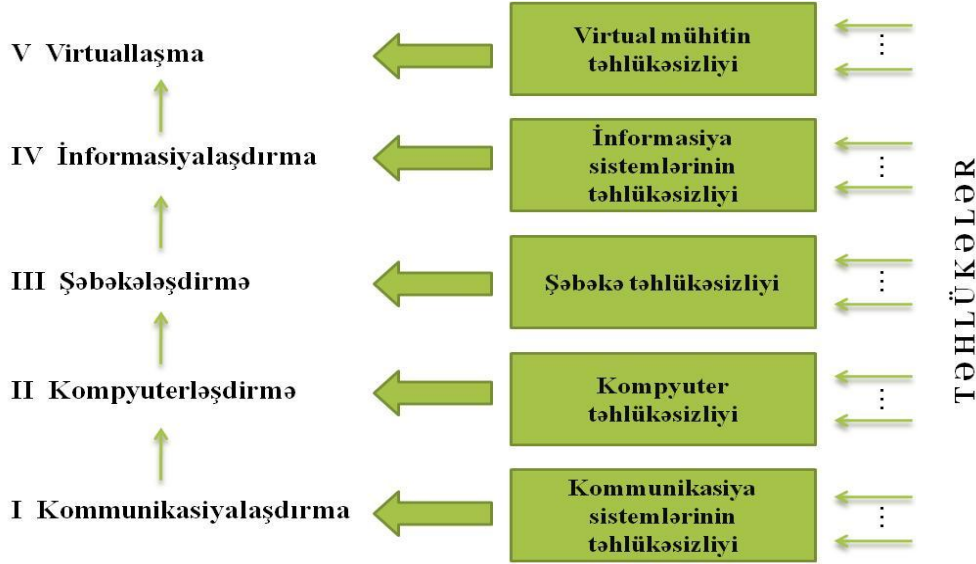 V Virtuallaşma
Virtual mühitin
təhlükəsizliyi
IV İnformasiyalaşdırma
İnformasiya
sistemlərinin
təhlükəsizliyi
III Şəbəkələşdirmə
Şəbəkə təhlükəsizliyi
II Kompyuterləşdirmə
Kompyuter
təhlükəsizliyi
I Kommunikasiyalaşdırma
Kommunikasiya
sistemlərinin
təhlükəsizliyi
TƏHLÜKƏLƏR